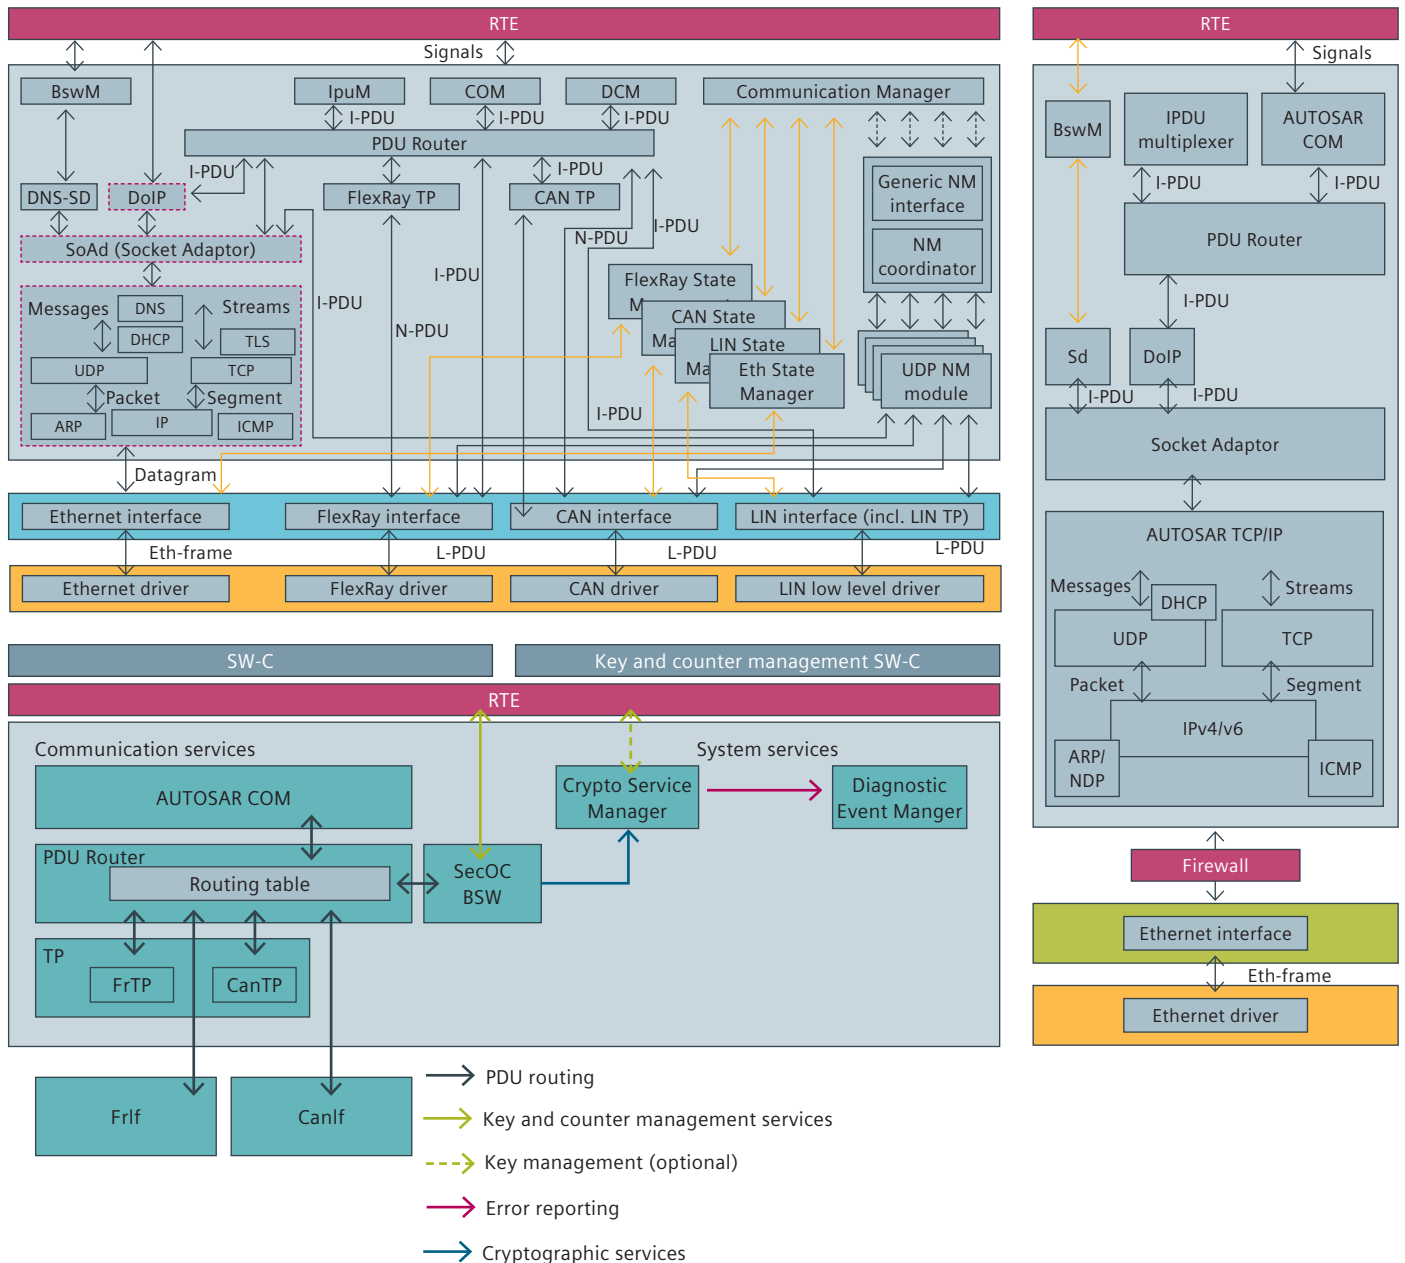 RTE
Signals
BswM
IpuM
COM
DCM
Communication Manager
I-PDU
I-PDU
I-PDU
PDU Router
I-PDU
I-PDU
DNS-SD
DoIP
FlexRay TP
CAN TP
Generic NM
interface
I-PDU
N-PDU
SoAd (Socket Adaptor)
NM
coordinator
I-PDU
FlexRay State
M
Messages
DNS
Streams
I-PDU
CAN State
Ma
DHCP
TLS
N-PDU
LIN State
Ma
UDP
TCP
Eth State
Manager
UDP NM
module
Packet
Segment
I-PDU
ARP
IP
ICMP
Datagram
Ethernet interface
FlexRay interface
CAN interface
LIN interface (incl. LIN TP)
Eth-frame
L-PDU
L-PDU
L-PDU
Ethernet driver
FlexRay driver
CAN driver
LIN low level driver
RTE
Signals
BswM
IPDU
multiplexer
AUTOSAR
COM
I-PDU
I-PDU
PDU Router
I-PDU
Sd
DoIP
I-PDU
I-PDU
Socket Adaptor
AUTOSAR TCP/IP
Messages
Streams
DHCP
UDP
TCP
Packet
Segment
IPv4/v6
ARP/
NDP
ICMP
Firewall
Ethernet interface
Eth-frame
Ethernet driver
SW-C
Key and counter management SW-C
RTE
Communication services
System services
AUTOSAR COM
Crypto Service
Manager
Diagnostic
Event Manger
PDU Router
Routing table
SecOC
BSW
TP
FrTP
CanTP
FrIf
CanIf
PDU routing
Key and counter management services
Key management (optional)
Error reporting
Cryptographic services